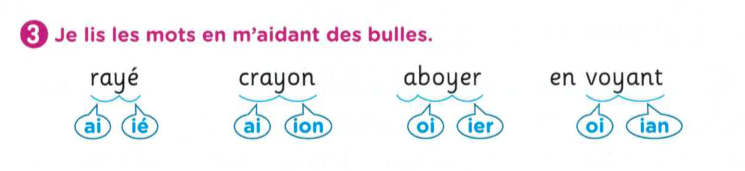 3 Je lis les mots en m'aidant des bulles.
rayé crayon aboyer en voyant
ai ié ai ion oi ier oi ian